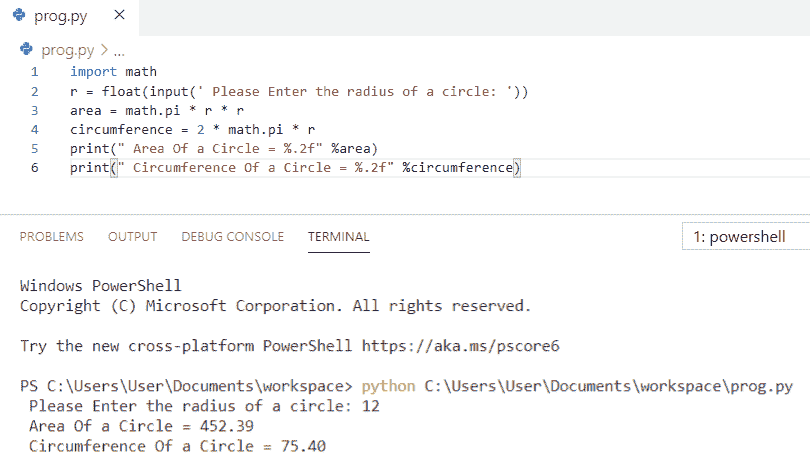 prog.py
prog.py > ...
1 import math
2 r = float(input(' Please Enter the radius of a circle: '))
3 area = math.pi * r * r
4 circumference = 2 * math.pi * r
5 print(" Area Of a Circle = %.2f" %area)
6 print(" Circumference Of a Circle = %.2f" %circumference)
PROBLEMS OUTPUT DEBUG CONSOLE TERMINAL 1: powershell
Windows PowerShell
Copyright (C) Microsoft Corporation. All rights reserved.
Try the new cross-platform PowerShell https://aka.ms/pscore6
PS C:\Users\User\Documents\workspace> python C:\Users\User\Documents\workspace\prog.py
Please Enter the radius of a circle: 12
Area Of a Circle = 452.39
Circumference Of a Circle = 75.40